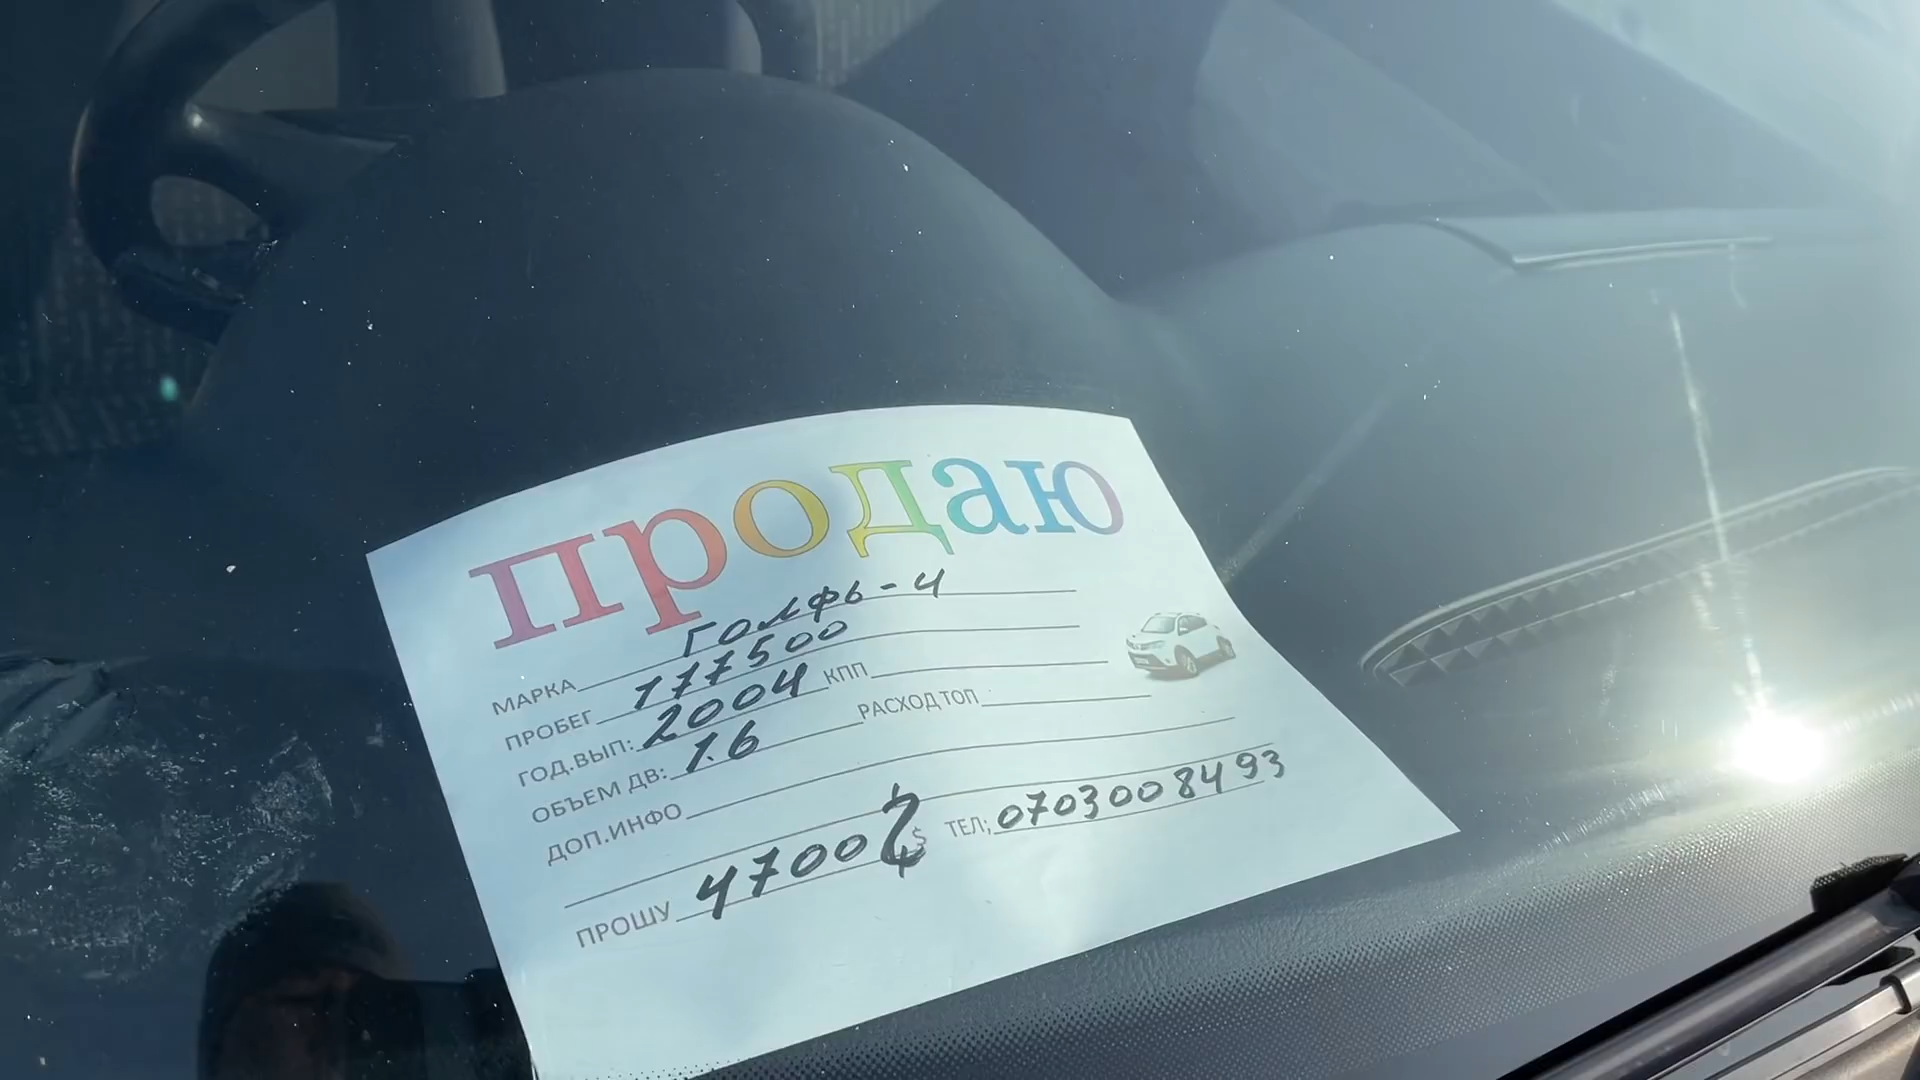 продаю
МАРКА ГОЛФЬ-4
ПРОБЕГ 177500
ГОД.ВЫП: 2004 КПП
ОБЪЕМ ДВ: 1.6 РАСХОД ТОП
ДОП.ИНФО
ПРОШУ 4700 $ ТЕЛ; 0703008493